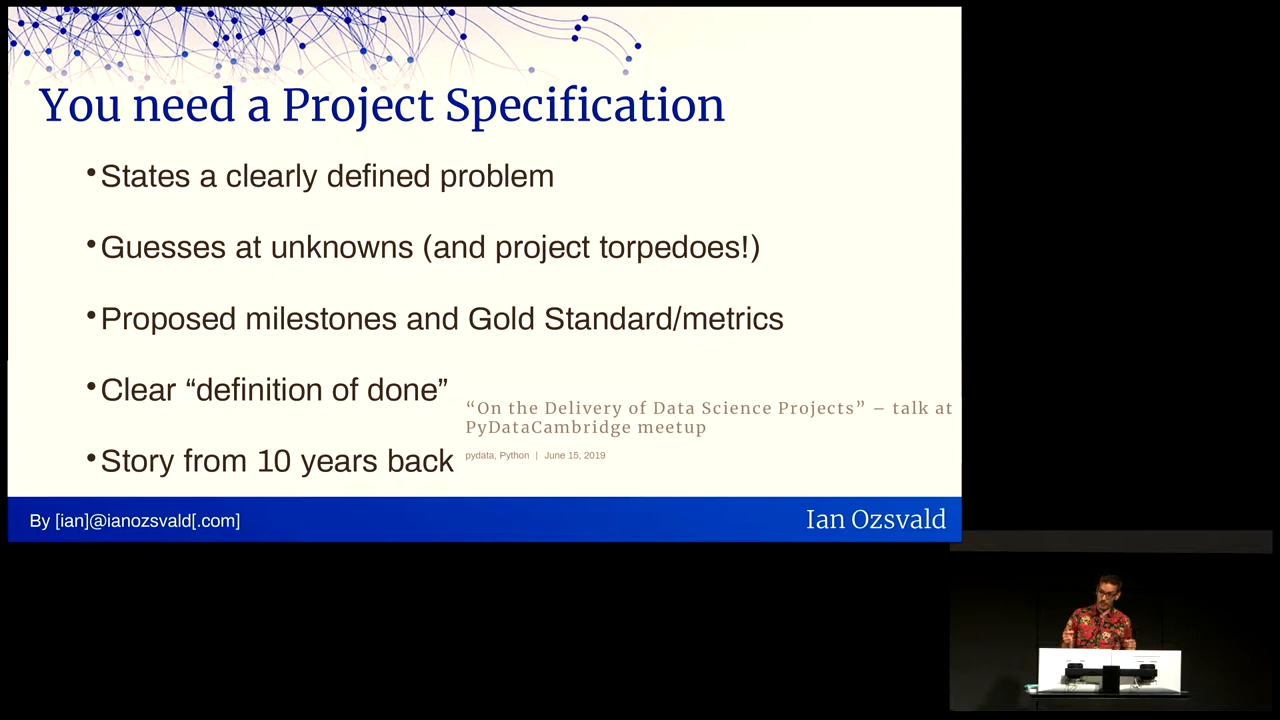 You need a Project Specification
•States a clearly defined problem
•Guesses at unknowns (and project torpedoes!)
•Proposed milestones and Gold Standard/metrics
•Clear “definition of done”
“On the Delivery of Data Science Projects” – talk at
PyDataCambridge meetup
•Story from 10 years back
pydata, Python | June 15, 2019
By [ian]@ianozsvald[.com]
Ian Ozsvald